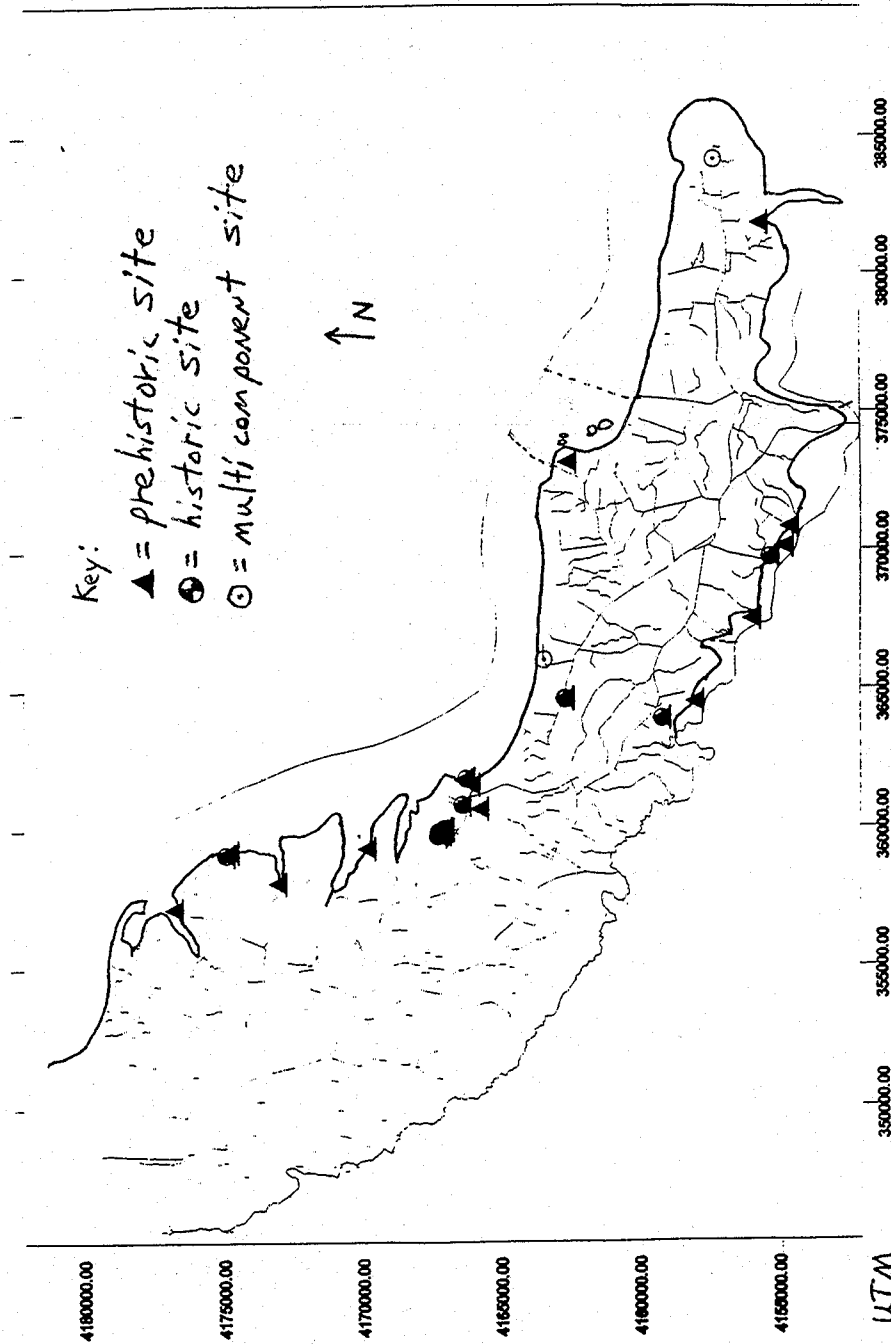 Key:
▲ = prehistoric site
◕ = historic site
⊙ = multi component site
↑N
4180000.00
4175000.00
4170000.00
4165000.00
4160000.00
4155000.00
UTM
350000.00
355000.00
360000.00
365000.00
370000.00
375000.00
380000.00
385000.00